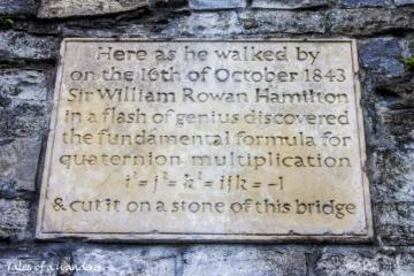 Here as he walked by
on the 16th of October 1843
Sir William Rowan Hamilton
in a flash of genius discovered
the fundamental formula for
quaternion multiplication
i² = j² = k² = ijk = -1
& cut it on a stone of this bridge
Tales of a